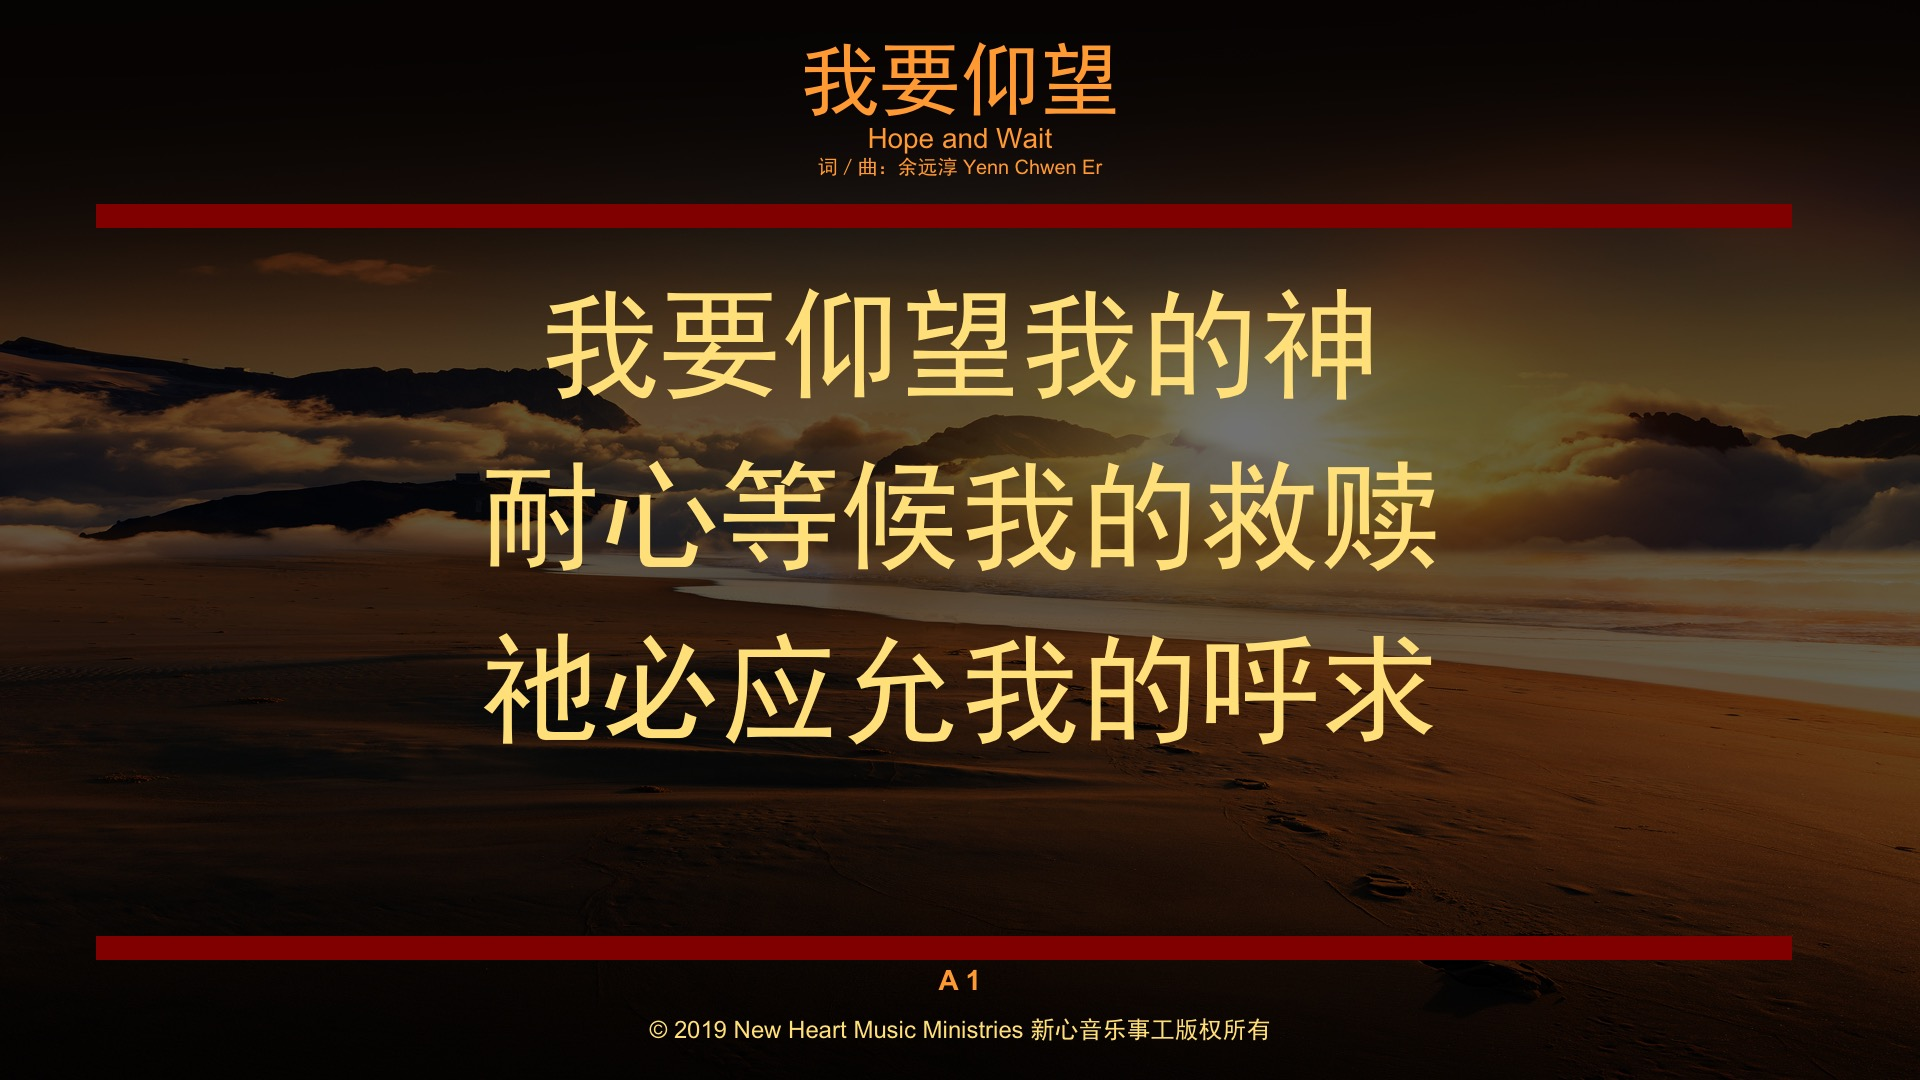 我要仰望
Hope and Wait
词 / 曲：余远淳 Yenn Chwen Er
我要仰望我的神
耐心等候我的救赎
祂必应允我的呼求
A 1
© 2019 New Heart Music Ministries 新心音乐事工版权所有